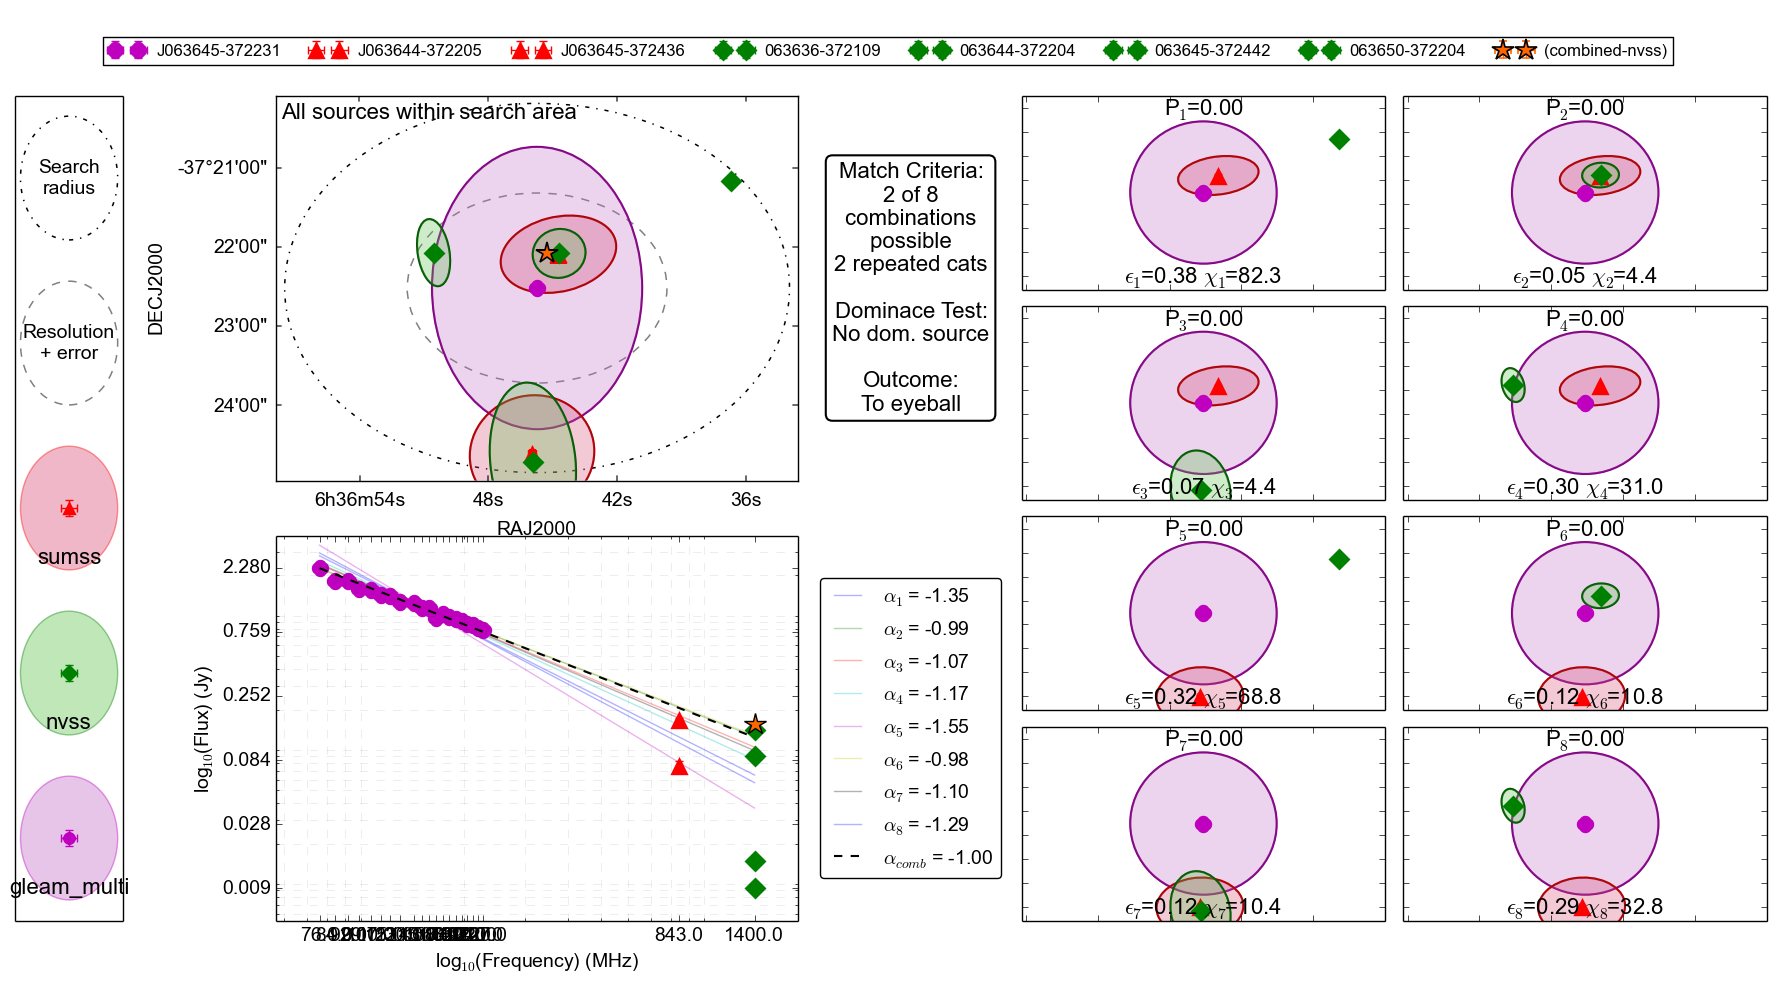 J063645-372231 J063644-372205 J063645-372436 063636-372109 063644-372204 063645-372442 063650-372204 (combined-nvss)
Search
radius
Resolution
+ error
sumss
nvss
gleam_multi
All sources within search area
DECJ2000
-37°21'00"
22'00"
23'00"
24'00"
6h36m54s 48s 42s 36s
RAJ2000
Match Criteria:
2 of 8
combinations
possible
2 repeated cats
Dominace Test:
No dom. source
Outcome:
To eyeball
log10(Flux) (Jy)
2.280
0.759
0.252
0.084
0.028
0.009
843.0 1400.0
log10(Frequency) (MHz)
α1 = -1.35
α2 = -0.99
α3 = -1.07
α4 = -1.17
α5 = -1.55
α6 = -0.98
α7 = -1.10
α8 = -1.29
αcomb = -1.00
P1=0.00
ϵ1=0.38 χ1=82.3
P2=0.00
ϵ2=0.05 χ2=4.4
P3=0.00
ϵ3=0.07 χ3=4.4
P4=0.00
ϵ4=0.30 χ4=31.0
P5=0.00
ϵ5=0.32 χ5=68.8
P6=0.00
ϵ6=0.12 χ6=10.8
P7=0.00
ϵ7=0.12 χ7=10.4
P8=0.00
ϵ8=0.29 χ8=32.8